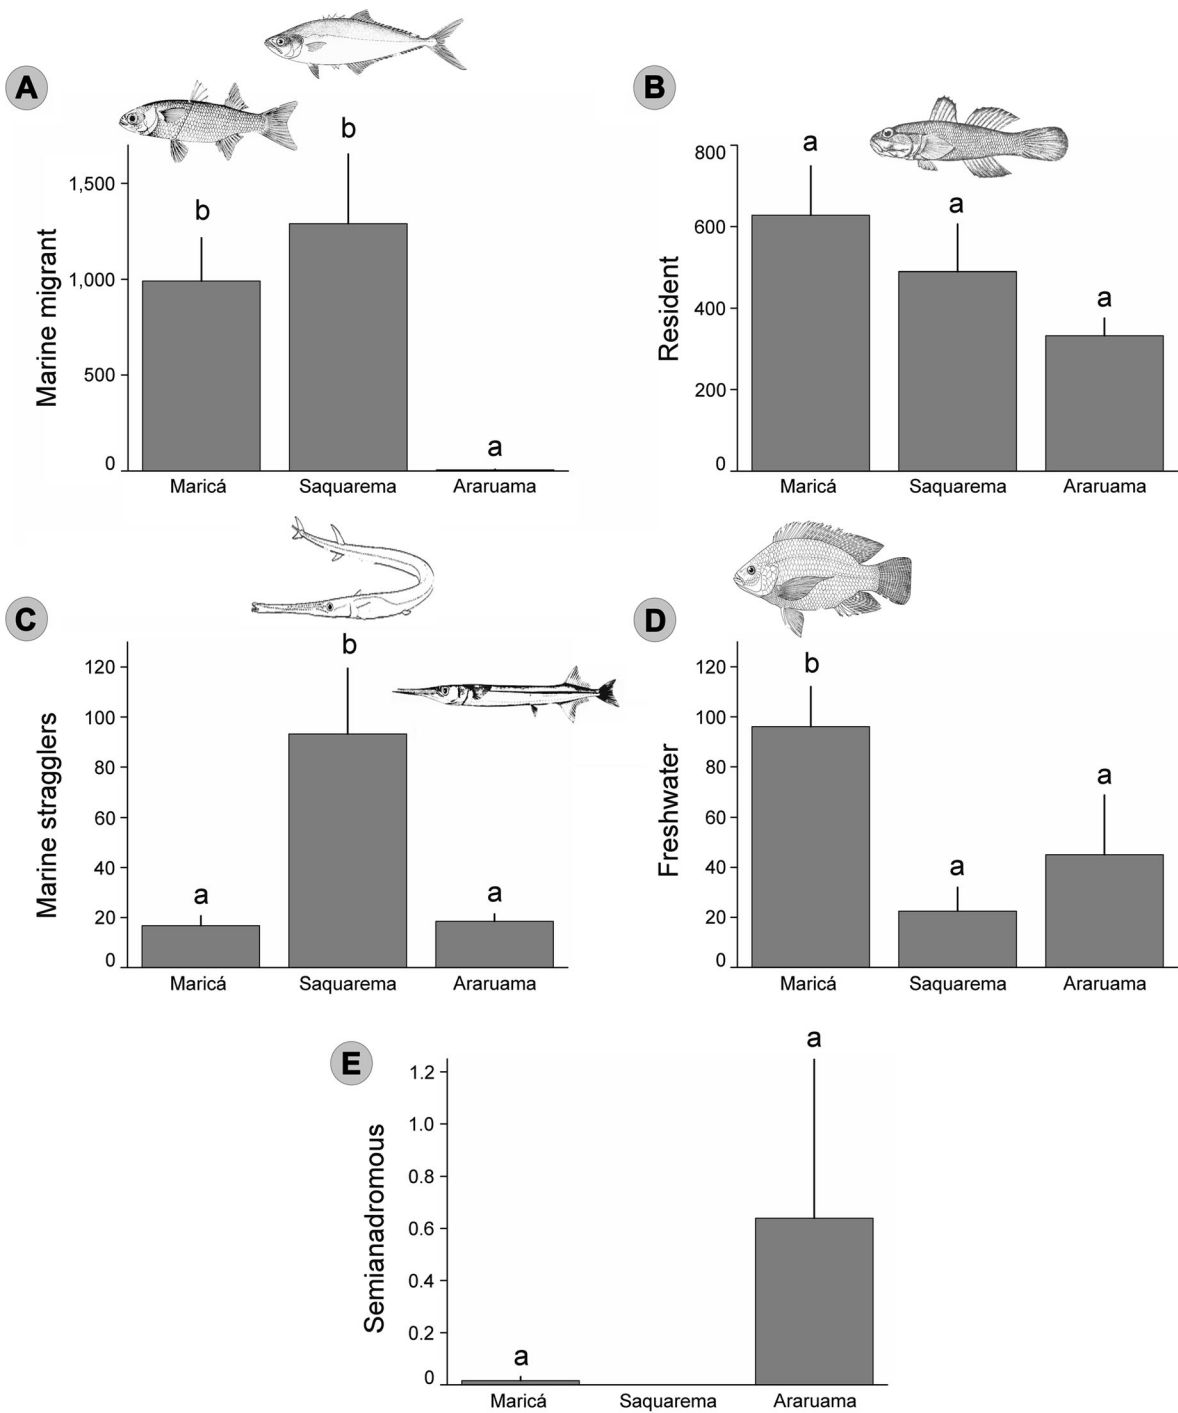 A
b
b
1,500
1,000
500
0
a
Marine migrant
Maricá Saquarema Araruama
B
800
600
400
200
0
a
a
a
Resident
Maricá Saquarema Araruama
C
120
100
80
60
40
20
0
b
a
a
Marine stragglers
Maricá Saquarema Araruama
D
120
100
80
60
40
20
0
b
a
a
Freshwater
Maricá Saquarema Araruama
E
1.2
1.0
0.8
0.6
0.4
0.2
0
a
a
Semianadromous
Maricá Saquarema Araruama